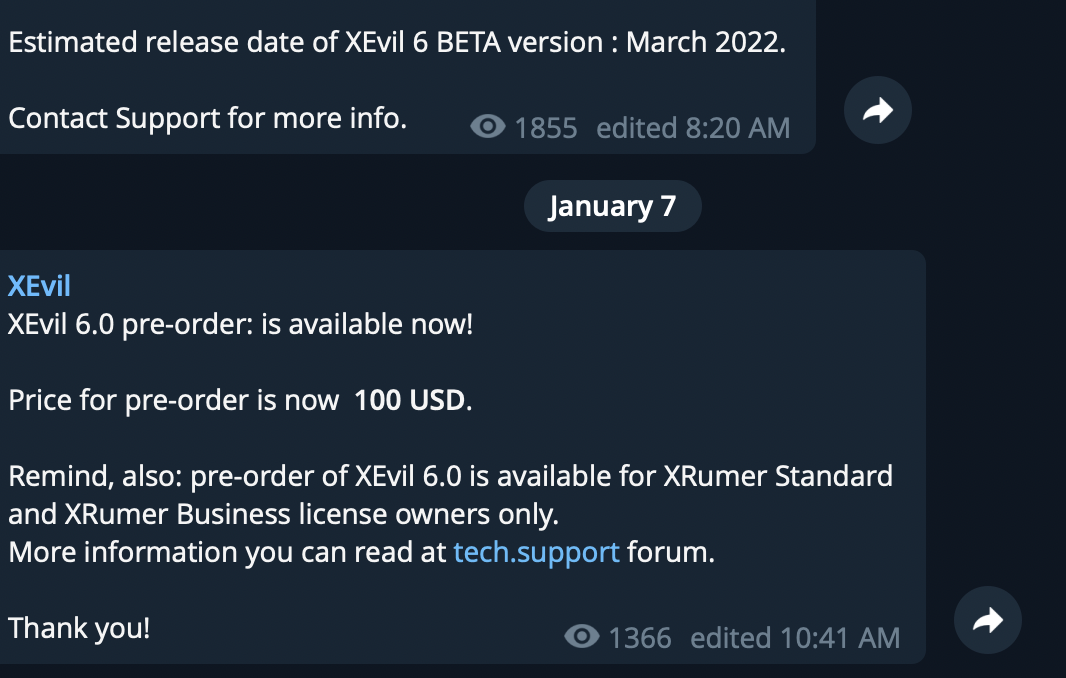 Estimated release date of XEvil 6 BETA version : March 2022.
Contact Support for more info.
1855 edited 8:20 AM
January 7
XEvil
XEvil 6.0 pre-order: is available now!
Price for pre-order is now 100 USD.
Remind, also: pre-order of XEvil 6.0 is available for XRumer Standard
and XRumer Business license owners only.
More information you can read at tech.support forum.
Thank you!
1366 edited 10:41 AM